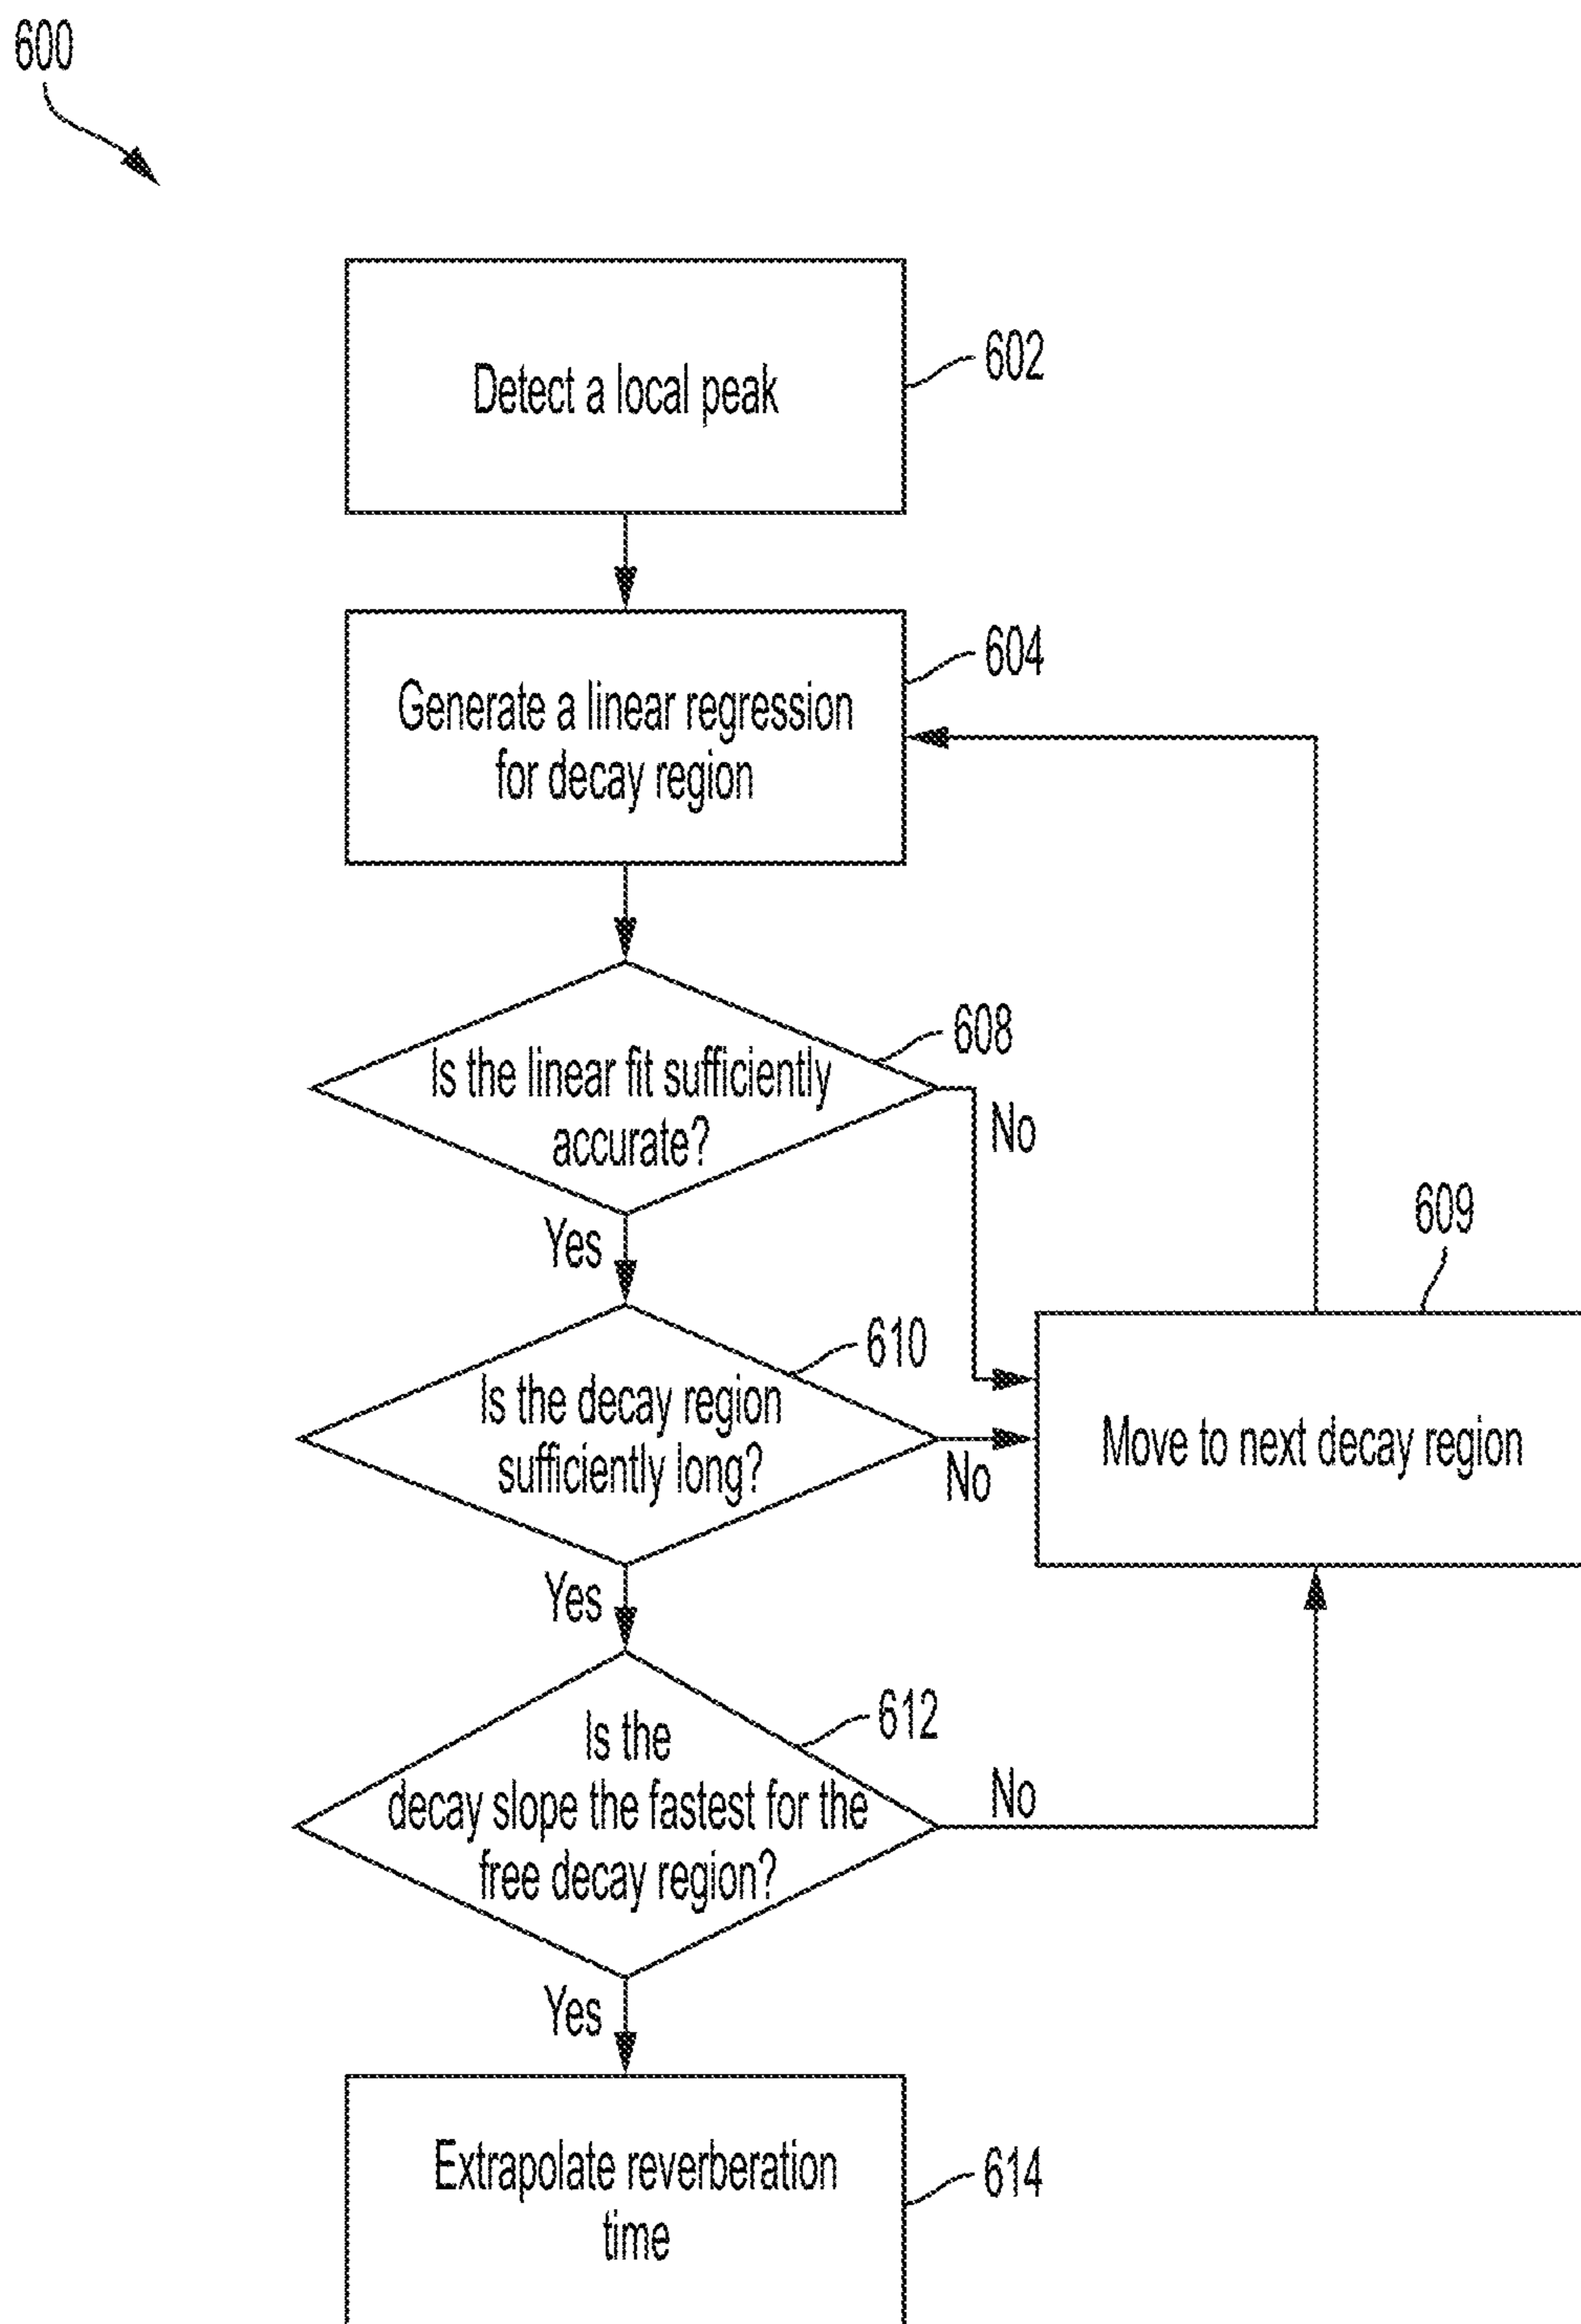 600
Detect a local peak
602
604
Generate a linear regression
for decay region
608
Is the linear fit sufficiently
accurate?
No
Yes
609
610
Is the decay region
sufficiently long?
No
Move to next decay region
Yes
612
Is the
decay slope the fastest for the
free decay region?
No
Yes
Extrapolate reverberation
time
614